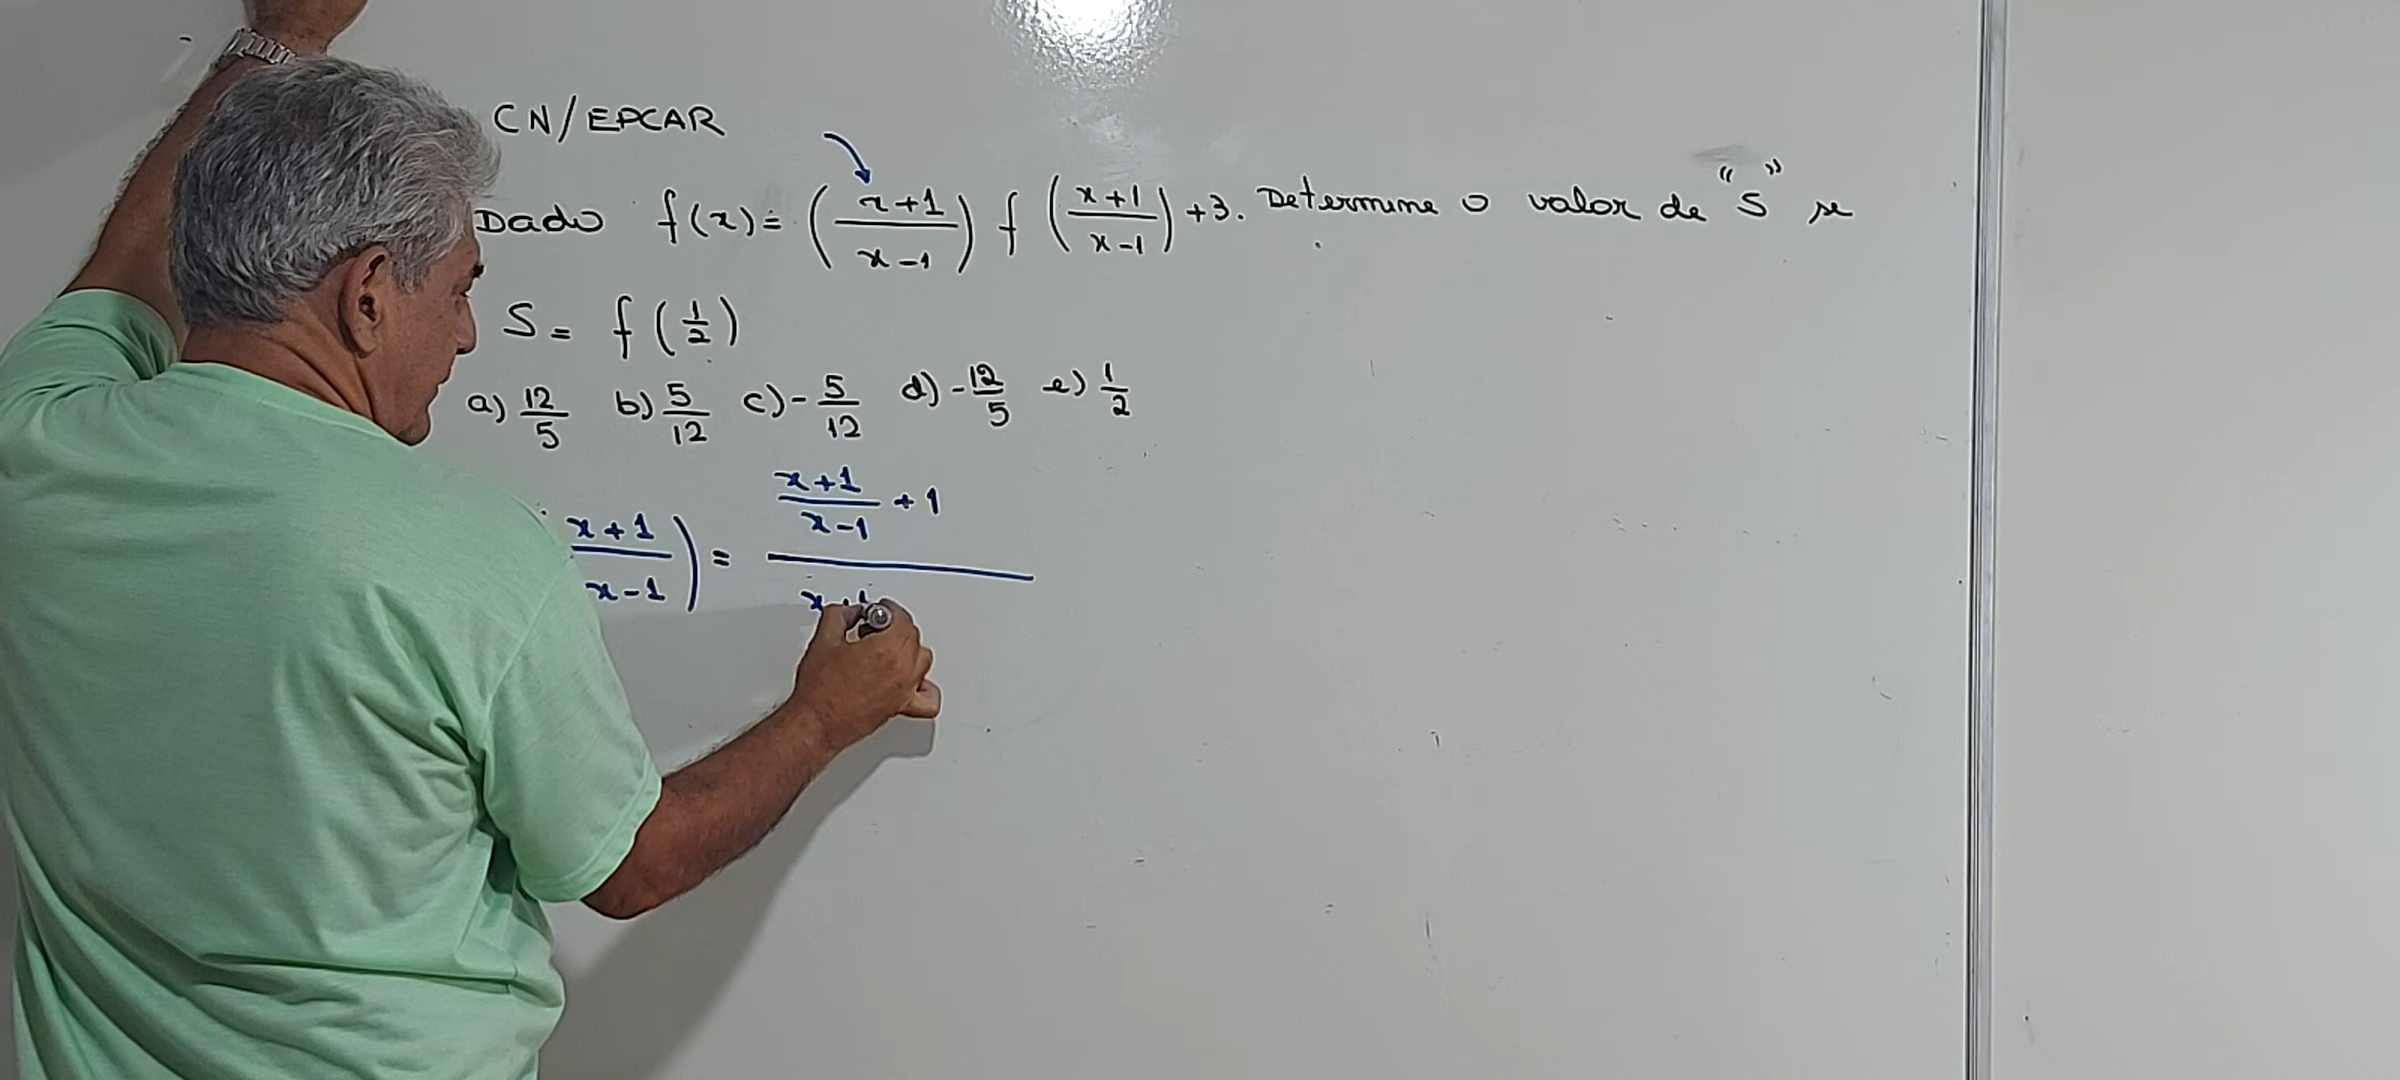 CN/EPCAR
Dado f(x) = ((x+1)/(x-1)) f((x+1)/(x-1)) +3. Determine o valor de "S" se
S = f(1/2)
a) 12/5 b) 5/12 c) -5/12 d) -12/5 e) 1/2
(x+1)/(x-1)) = ((x+1)/(x-1) + 1)/